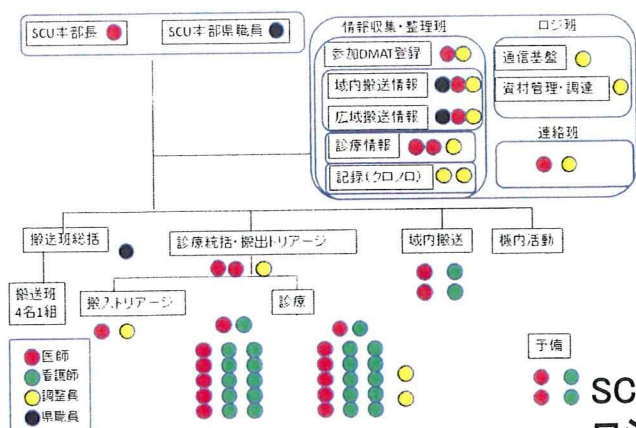 SCU本部長
SCU本部県職員
情報収集・整理班
参加DMAT登録
域内搬送情報
広域搬送情報
診療情報
記録(クロノロ)
ロジ班
通信基盤
資材管理・調達
連絡班
搬送班総括
診療統括・搬出トリアージ
域内搬送
機内活動
搬送班
4名1組
搬入トリアージ
診療
医師
看護師
調整員
県職員
予備
SC